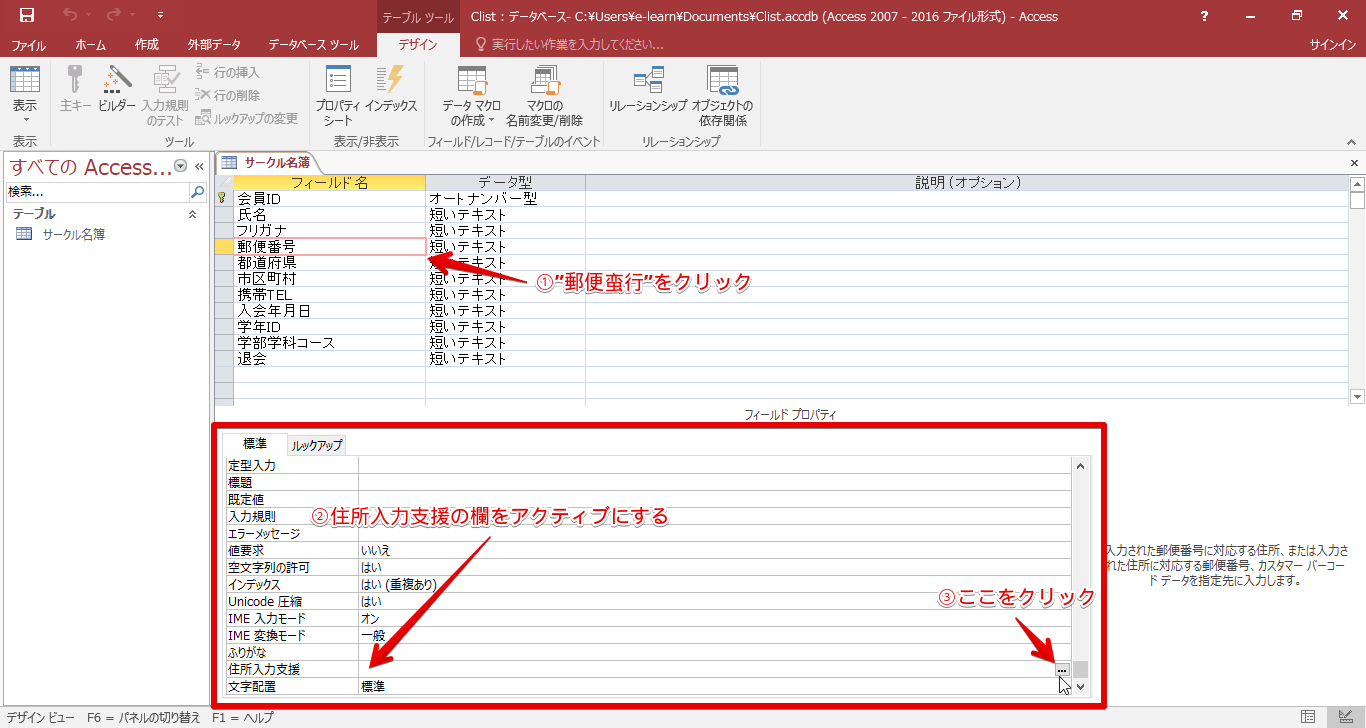 テーブル ツール
Clist : データベース- C:¥Users¥e-learn¥Documents¥Clist.accdb (Access 2007 - 2016 ファイル形式) - Access
?
ファイル ホーム 作成 外部データ データベース ツール デザイン 実行したい作業を入力してください... サインイン
表示
主キー
ビルダー
入力規則のテスト
行の挿入
行の削除
ルックアップの変更
プロパティ シート
インデックス
データ マクロの作成
マクロの名前変更/削除
リレーションシップ
オブジェクトの依存関係
表示 ツール 表示/非表示 フィールド/レコード/テーブルのイベント リレーションシップ
すべての Access...
検索...
テーブル
サークル名簿
サークル名簿
フィールド名 データ型 説明 (オプション)
会員ID オートナンバー型
氏名 短いテキスト
フリガナ 短いテキスト
郵便番号 短いテキスト
都道府県 短いテキスト
市区町村 短いテキスト
携帯TEL 短いテキスト
入会年月日 短いテキスト
学年ID 短いテキスト
学部学科コース 短いテキスト
退会 短いテキスト
①”郵便蛮行”をクリック
フィールド プロパティ
標準 ルックアップ
定型入力
標題
既定値
入力規則
エラーメッセージ
値要求 いいえ
空文字列の許可 はい
インデックス はい (重複あり)
Unicode 圧縮 はい
IME 入力モード オン
IME 変換モード 一般
ふりがな
住所入力支援 ...
文字配置 標準
②住所入力支援の欄をアクティブにする
③ここをクリック
入力された郵便番号に対応する住所、または入力さ
れた住所に対応する郵便番号、カスタマー バーコー
ド データを指定先に入力します。
デザイン ビュー F6 = パネルの切り替え F1 = ヘルプ